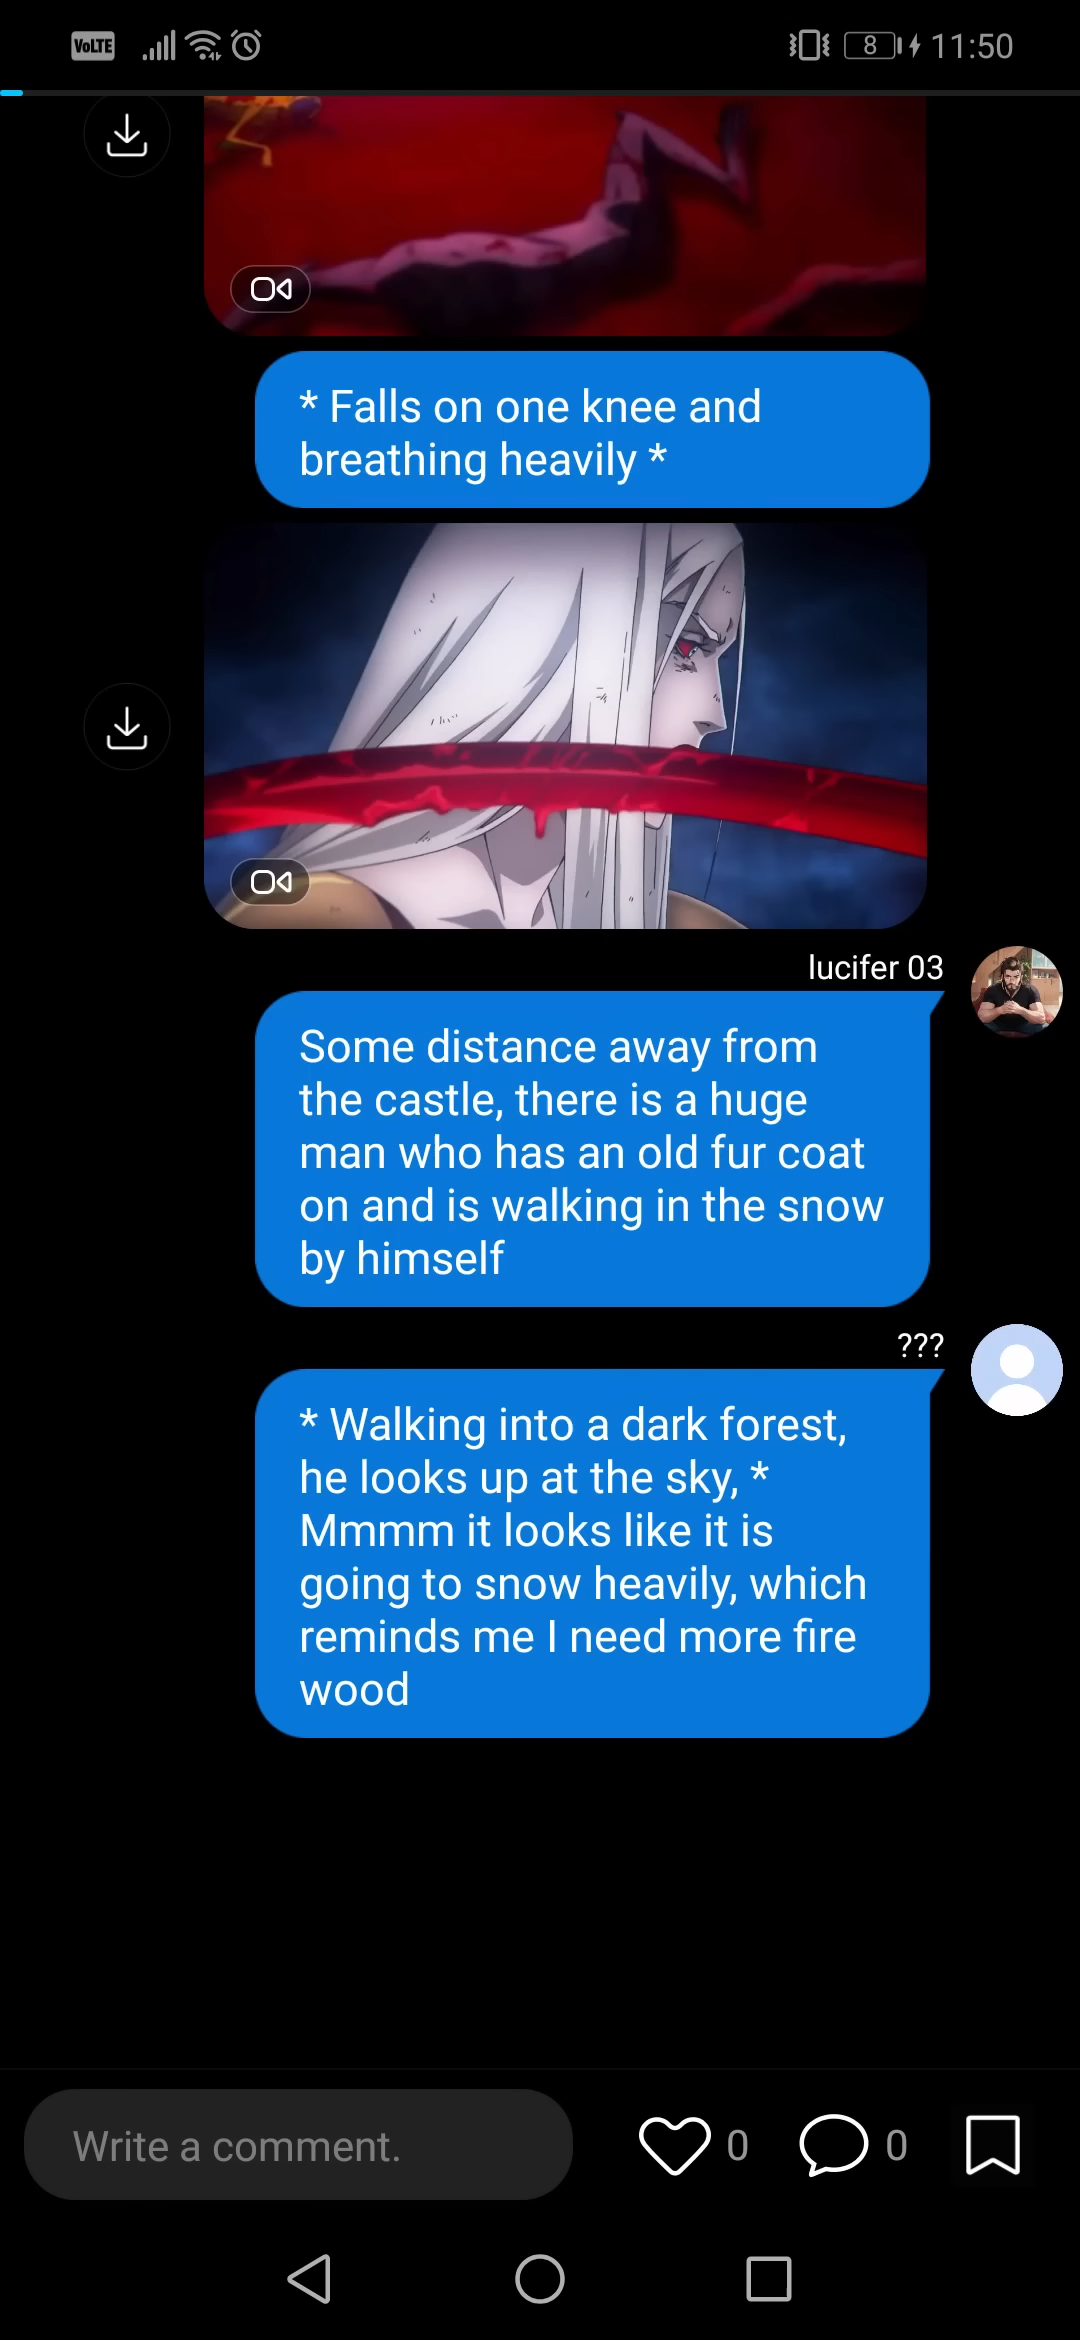 VoLTE
8
11:50
* Falls on one knee and
breathing heavily *
lucifer 03
Some distance away from
the castle, there is a huge
man who has an old fur coat
on and is walking in the snow
by himself
???
* Walking into a dark forest,
he looks up at the sky, *
Mmmm it looks like it is
going to snow heavily, which
reminds me I need more fire
wood
Write a comment.
0
0